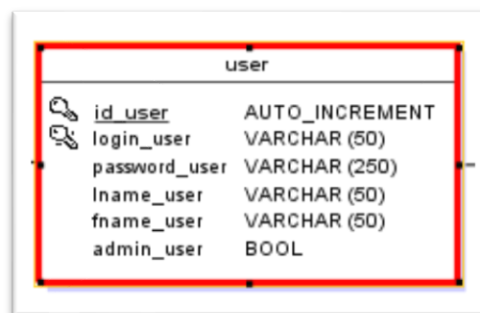 user
id_user AUTO_INCREMENT
login_user VARCHAR (50)
password_user VARCHAR (250)
lname_user VARCHAR (50)
fname_user VARCHAR (50)
admin_user BOOL